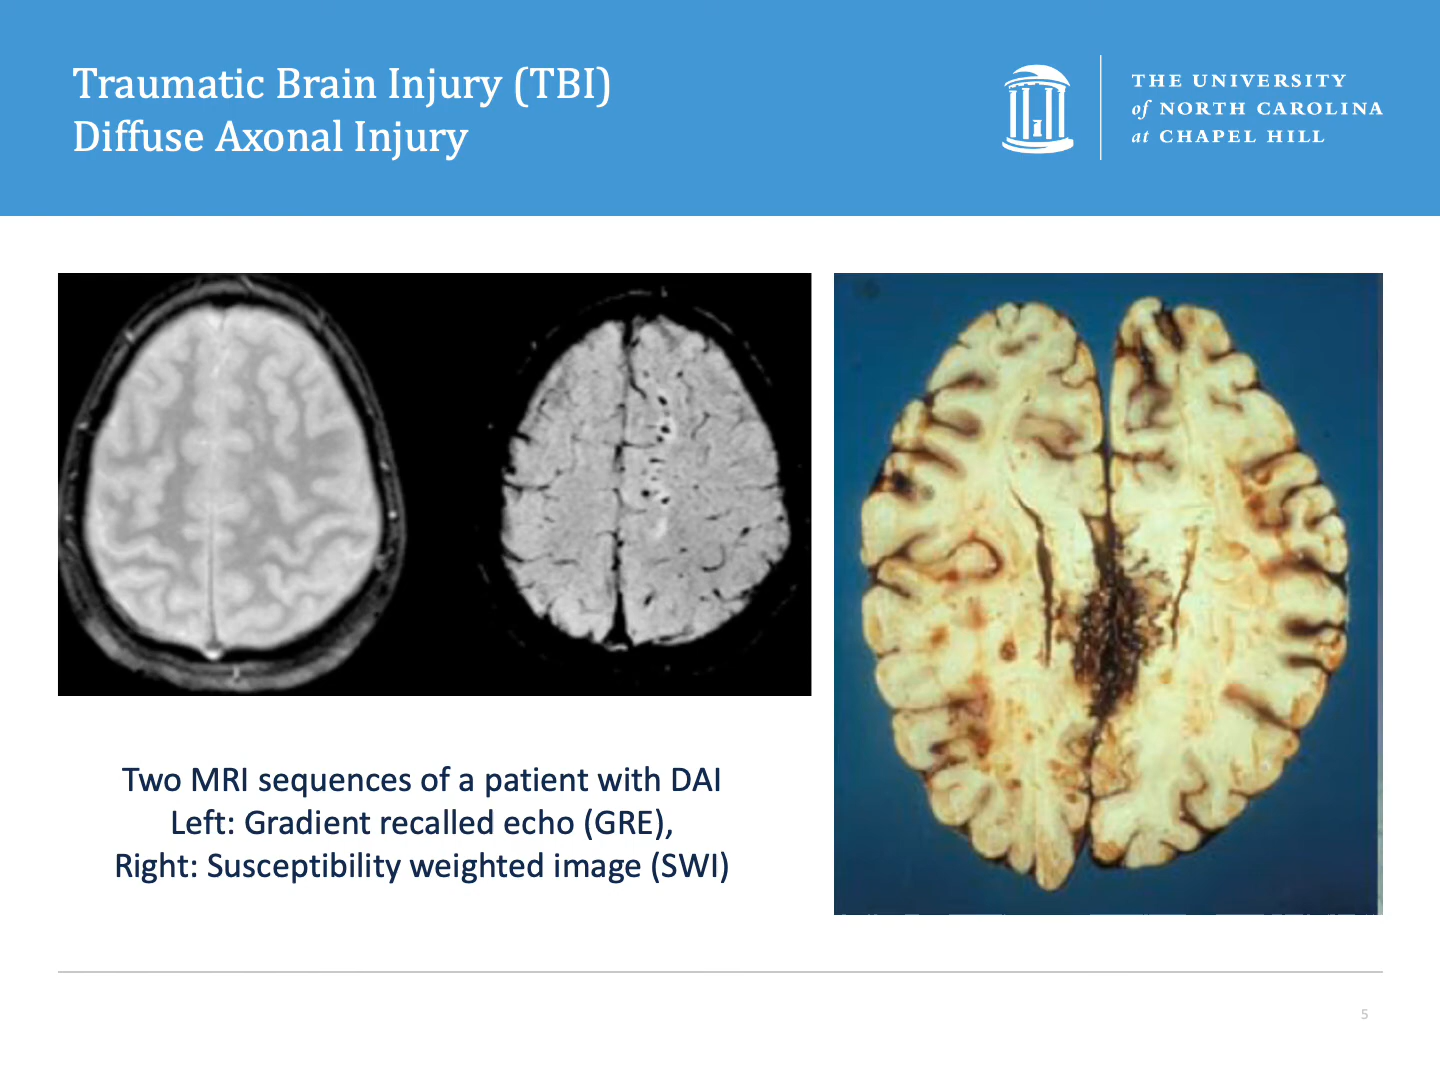 Traumatic Brain Injury (TBI)
Diffuse Axonal Injury
THE UNIVERSITY
of NORTH CAROLINA
at CHAPEL HILL
Two MRI sequences of a patient with DAI
Left: Gradient recalled echo (GRE),
Right: Susceptibility weighted image (SWI)
5